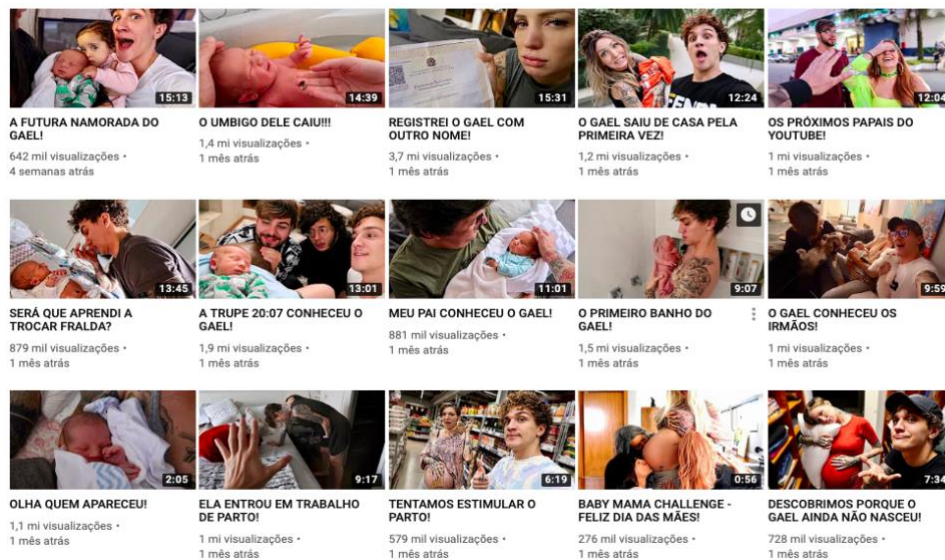 15:13
14:39
15:31
12:24
12:04
A FUTURA NAMORADA DO
GAEL!
642 mil visualizações •
4 semanas atrás
O UMBIGO DELE CAIU!!!
1,4 mi visualizações •
1 mês atrás
REGISTREI O GAEL COM
OUTRO NOME!
3,7 mi visualizações •
1 mês atrás
O GAEL SAIU DE CASA PELA
PRIMEIRA VEZ!
1,2 mi visualizações •
1 mês atrás
OS PRÓXIMOS PAPAIS DO
YOUTUBE!
1 mi visualizações •
1 mês atrás
13:45
13:01
11:01
9:07
9:59
SERÁ QUE APRENDI A
TROCAR FRALDA?
879 mil visualizações •
1 mês atrás
A TRUPE 20:07 CONHECEU O
GAEL!
1,9 mi visualizações •
1 mês atrás
MEU PAI CONHECEU O GAEL!
881 mil visualizações •
1 mês atrás
O PRIMEIRO BANHO DO
GAEL!
1,5 mi visualizações •
1 mês atrás
O GAEL CONHECEU OS
IRMÃOS!
1 mi visualizações •
1 mês atrás
2:05
9:17
6:19
0:56
7:34
OLHA QUEM APARECEU!
1,1 mi visualizações •
1 mês atrás
ELA ENTROU EM TRABALHO
DE PARTO!
1 mi visualizações •
1 mês atrás
TENTAMOS ESTIMULAR O
PARTO!
579 mil visualizações •
1 mês atrás
BABY MAMA CHALLENGE -
FELIZ DIA DAS MÃES!
276 mil visualizações •
1 mês atrás
DESCOBRIMOS PORQUE O
GAEL AINDA NÃO NASCEU!
728 mil visualizações •
1 mês atrás